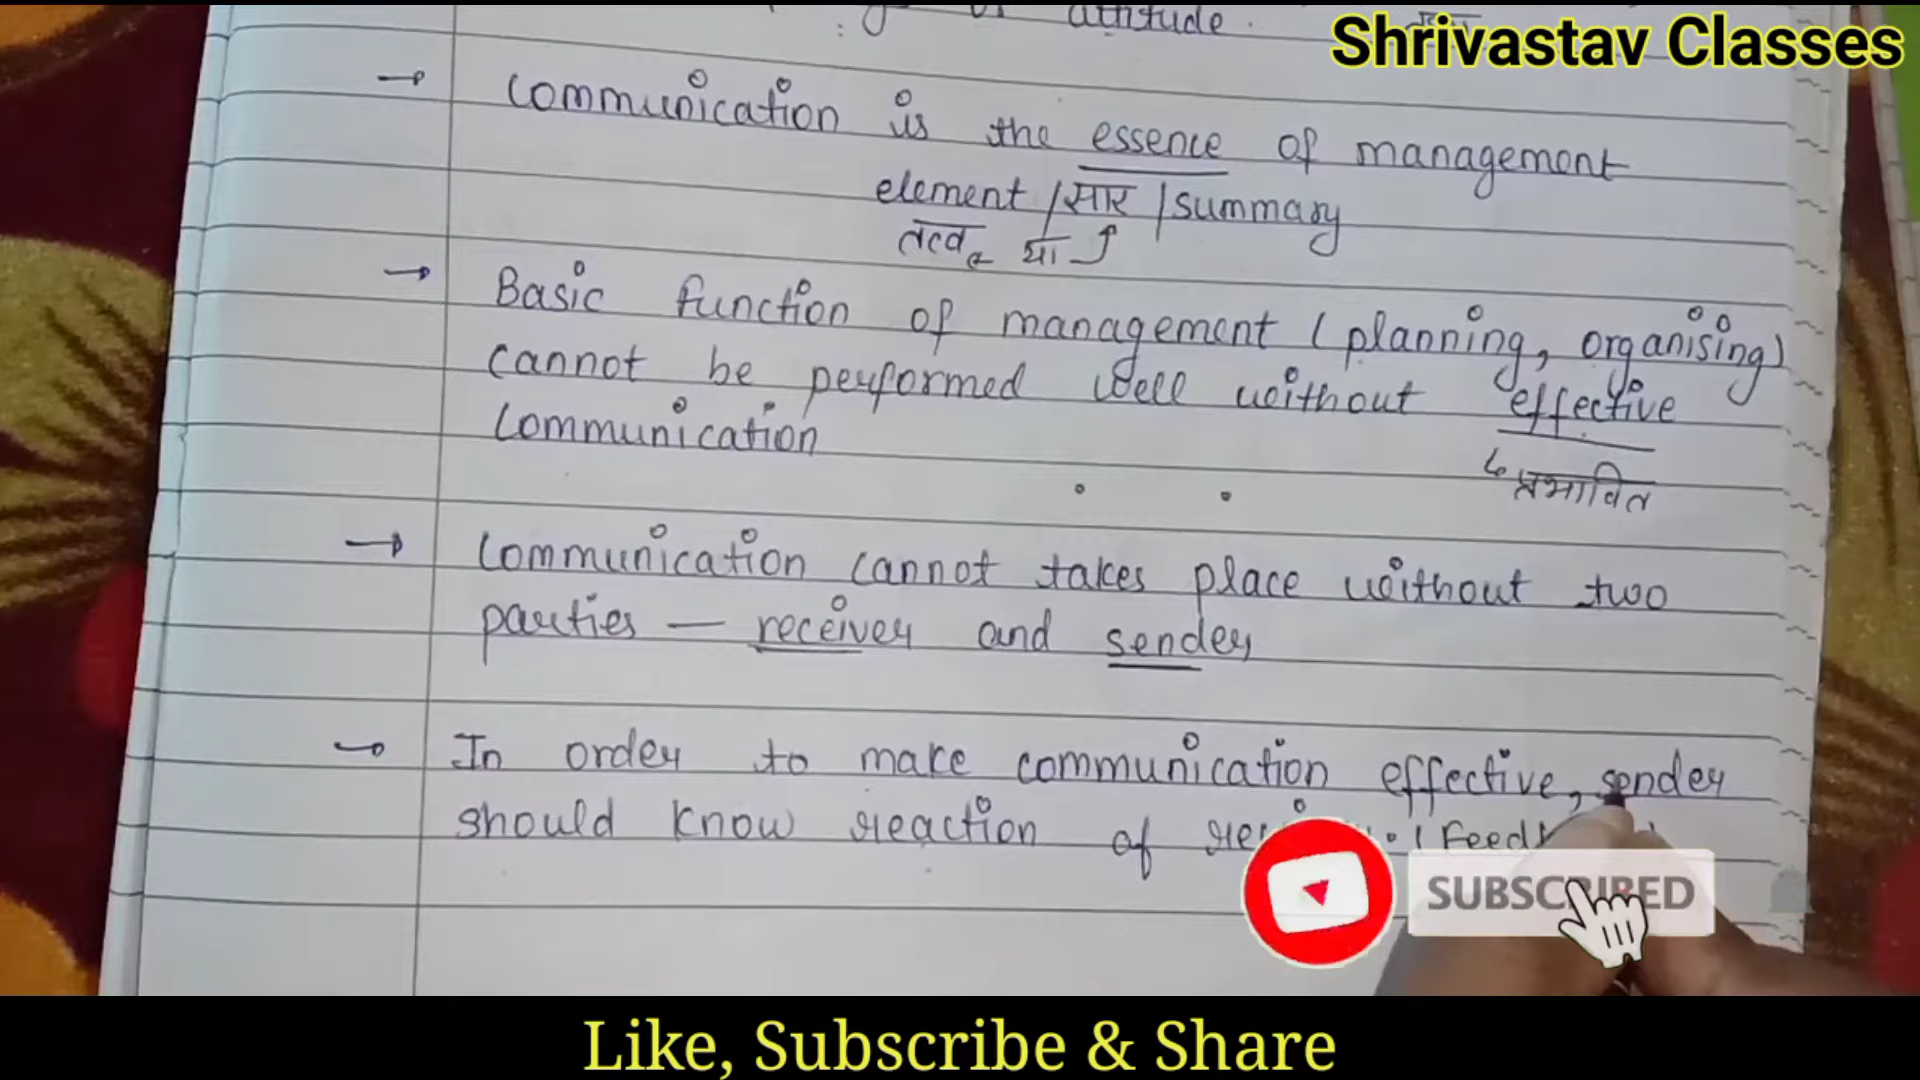 attitude.
Shrivastav Classes
→ Communication is the essence of management
element / सार / summary
तत्व या
→ Basic function of management (planning, organising)
cannot be performed well without effective
communication
प्रभावित
→ Communication cannot takes place without two
parties — receiver and sender
→ In order to make communication effective, sender
should know reaction of
SUBSCRIBED
Like, Subscribe & Share